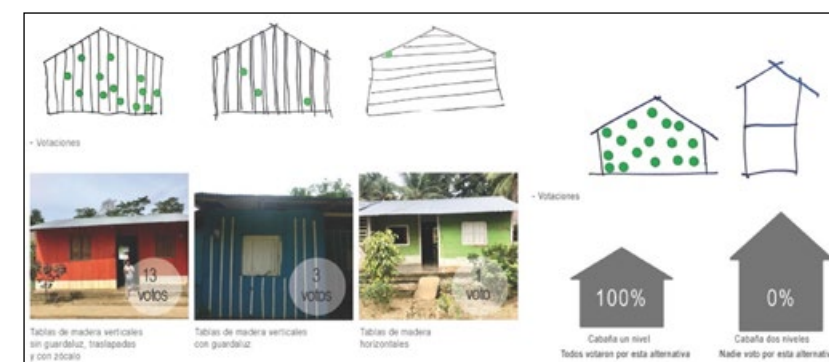 - Votaciones
13
votos
3
votos
1
voto
Tablas de madera verticales
sin guardaluz, traslapadas
y con zócalo
Tablas de madera verticales
con guardaluz
Tablas de madera
horizontales
- Votaciones
100%
Cabaña un nivel
Todos votaron por esta alternativa
0%
Cabaña dos niveles
Nadie voto por esta alternativa